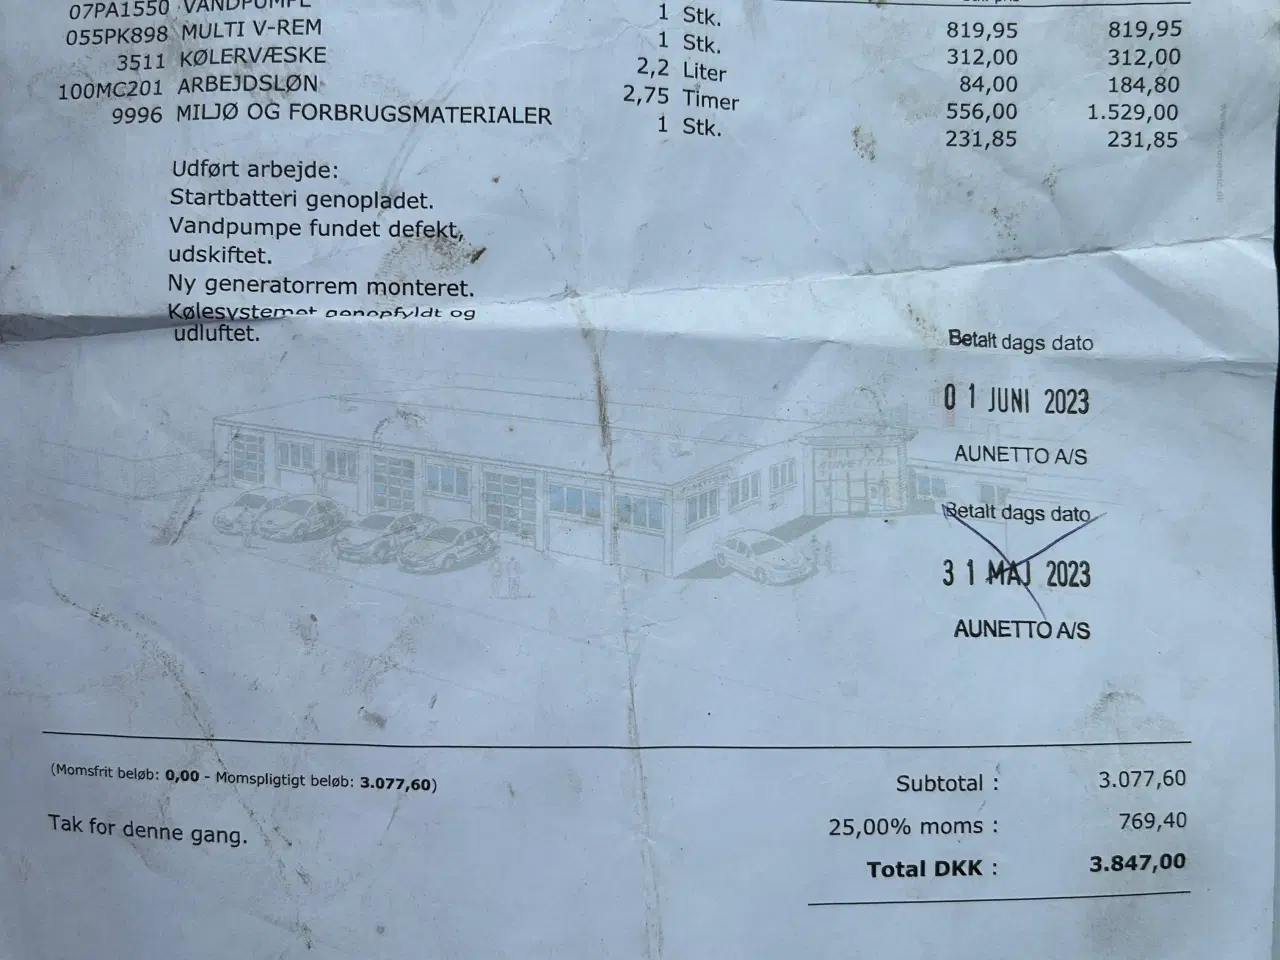 07PA1550 VANDPUMPE 1 Stk. 819,95 819,95
055PK898 MULTI V-REM 1 Stk. 312,00 312,00
3511 KØLERVÆSKE 2,2 Liter 84,00 184,80
100MC201 ARBEJDSLØN 2,75 Timer 556,00 1.529,00
9996 MILJØ OG FORBRUGSMATERIALER 1 Stk. 231,85 231,85
Udført arbejde:
Startbatteri genopladet.
Vandpumpe fundet defekt,
udskiftet.
Ny generatorrem monteret.
Kølesystemet genopfyldt og
udluftet.
Betalt dags dato
01 JUNI 2023
AUNETTO A/S
Betalt dags dato
31 MAJ 2023
AUNETTO A/S
(Momsfrit beløb: 0,00 - Momspligtigt beløb: 3.077,60)
Tak for denne gang.
Subtotal : 3.077,60
25,00% moms : 769,40
Total DKK : 3.847,00